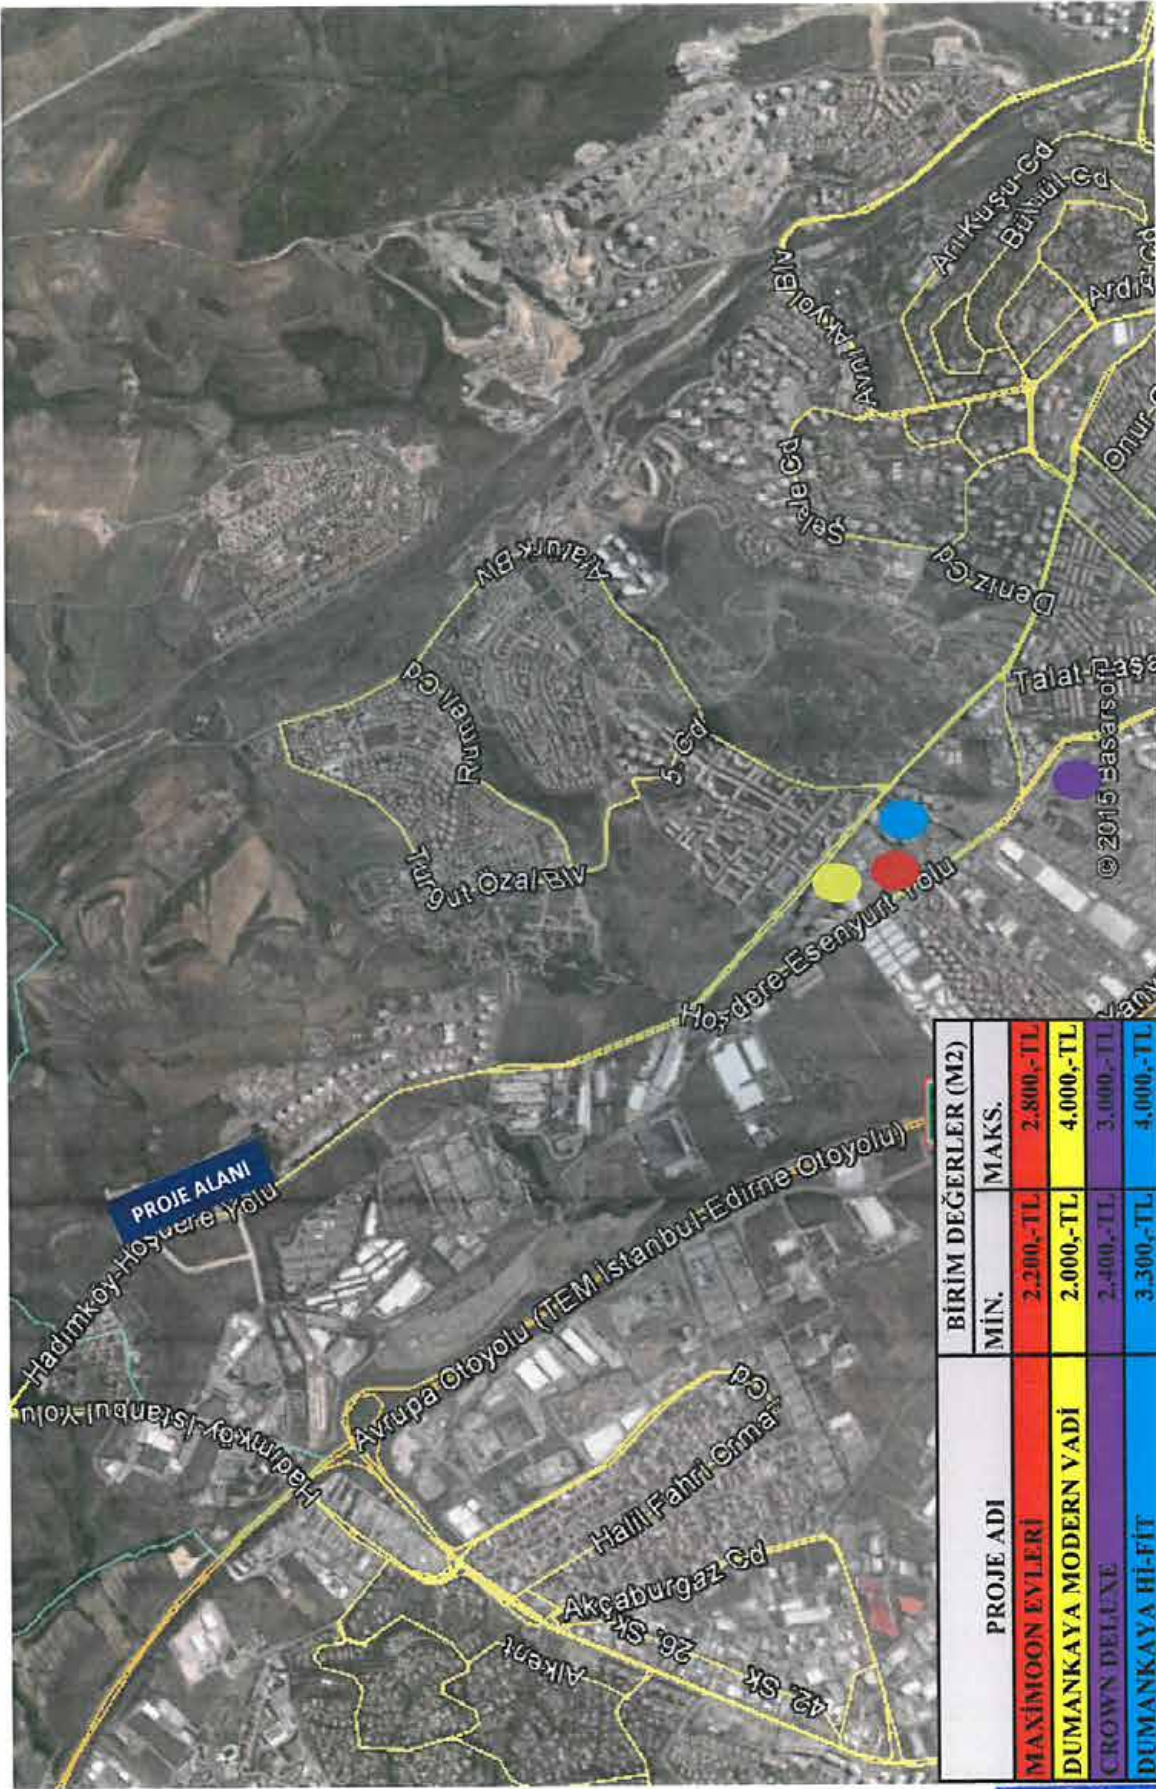 PROJE ALANI
Hadımköy-Hoşdere Yolu
Hadımköy-İstanbul-Yolu
Avrupa Otoyolu (TEM-İstanbul-Edirne Otoyolu)
Hoşdere-Esenyurt Yolu
Turgut Özal Blv
Rumeli Cd
Atatürk Blv
5. Cd
Şelale Cd
Avni Akyol Blv
Arı Kuşu Cd
Bülbül Cd
Deniz Cd
Talat Paşa
© 2015 Basarsoft
Akçaburgaz Cd
26. Sk
42. Sk
Alkent
PROJE ADI
BİRİM DEĞERLER (M2)
MİN. MAKS.
MAXİMOON EVLERİ 2.200,-TL 2.800,-TL
DUMANKAYA MODERN VADİ 2.000,-TL 4.000,-TL
CROWN DELUXE 2.400,-TL 3.000,-TL
DUMANKAYA Hİ-FİT 3.300,-TL 4.000,-TL